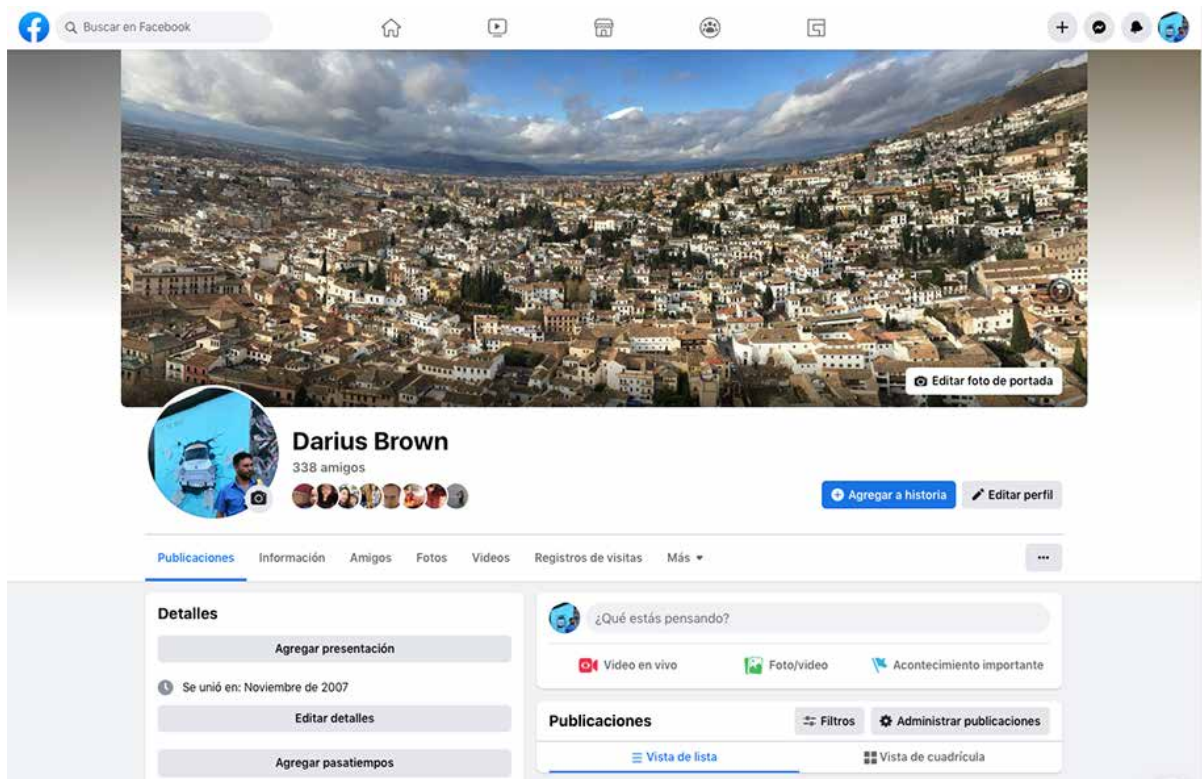 Buscar en Facebook
Editar foto de portada
Darius Brown
338 amigos
Agregar a historia
Editar perfil
Publicaciones
Información
Amigos
Fotos
Videos
Registros de visitas
Más
Detalles
Agregar presentación
Se unió en: Noviembre de 2007
Editar detalles
Agregar pasatiempos
¿Qué estás pensando?
Video en vivo
Foto/video
Acontecimiento importante
Publicaciones
Filtros
Administrar publicaciones
Vista de lista
Vista de cuadrícula